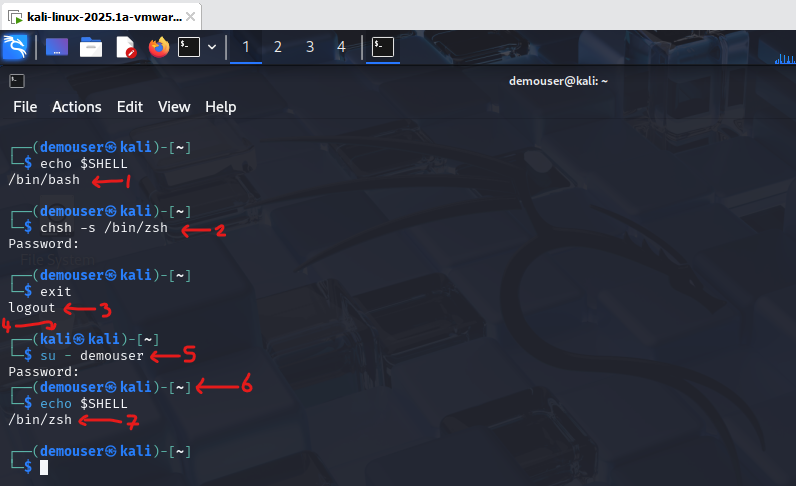 kali-linux-2025.1a-vmwar...
1 2 3 4
demouser@kali: ~
File Actions Edit View Help
┌──(demouser㉿kali)-[~]
└─$ echo $SHELL
/bin/bash 1
┌──(demouser㉿kali)-[~]
└─$ chsh -s /bin/zsh 2
Password:
File System
┌──(demouser㉿kali)-[~]
└─$ exit
logout 3
4
┌──(kali㉿kali)-[~]
└─$ su - demouser 5
Password:
┌──(demouser㉿kali)-[~] 6
└─$ echo $SHELL
/bin/zsh 7
┌──(demouser㉿kali)-[~]
└─$